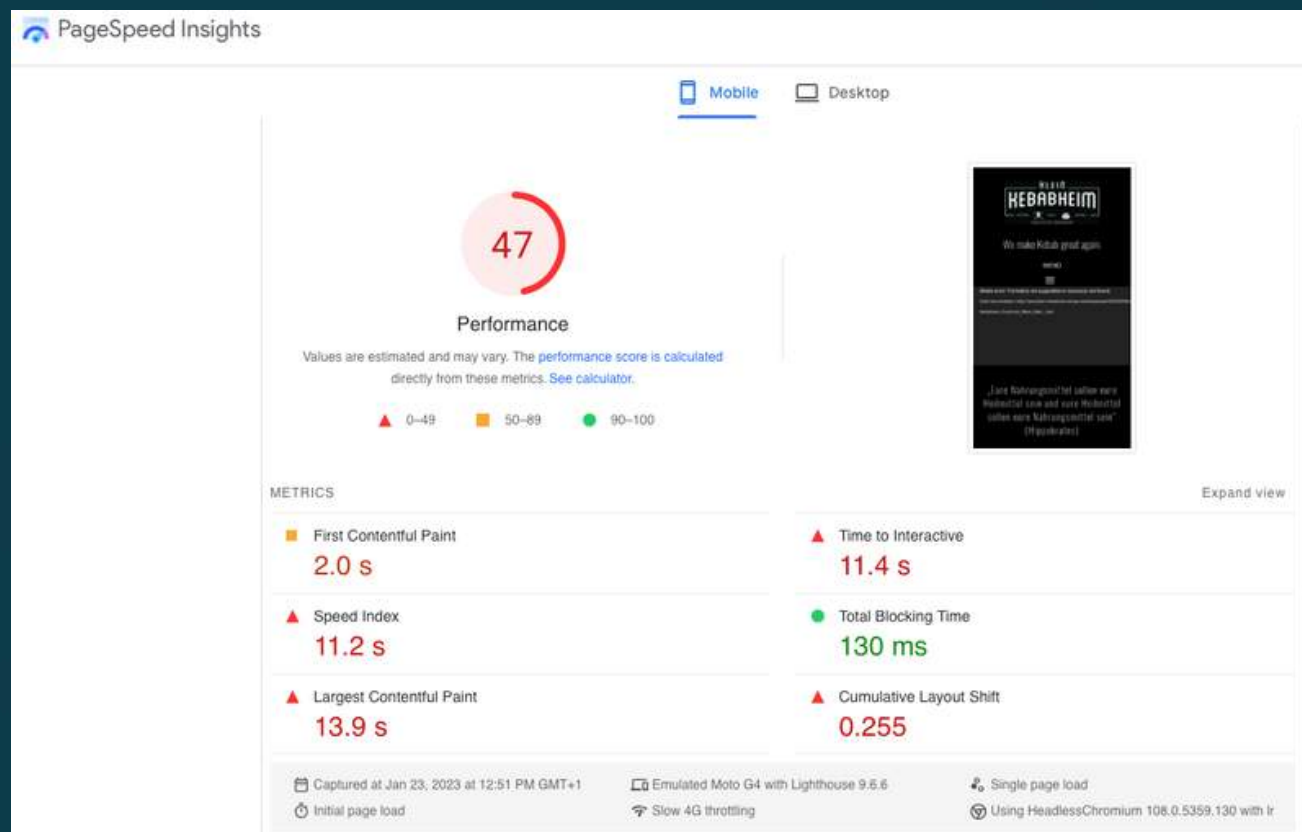 PageSpeed Insights
Mobile
Desktop
47
Performance
Values are estimated and may vary. The performance score is calculated
directly from these metrics. See calculator.
0–49
50–89
90–100
KLEIN
KEBABHEIM
We make Kebab great again
MENU
„Eure Nahrungsmittel sollen eure
Heilmittel sein und eure Heilmittel
sollen eure Nahrungsmittel sein“
(Hippokrates)
METRICS
Expand view
First Contentful Paint
2.0 s
Time to Interactive
11.4 s
Speed Index
11.2 s
Total Blocking Time
130 ms
Largest Contentful Paint
13.9 s
Cumulative Layout Shift
0.255
Captured at Jan 23, 2023 at 12:51 PM GMT+1
Emulated Moto G4 with Lighthouse 9.6.6
Single page load
Initial page load
Slow 4G throttling
Using HeadlessChromium 108.0.5359.130 with lr